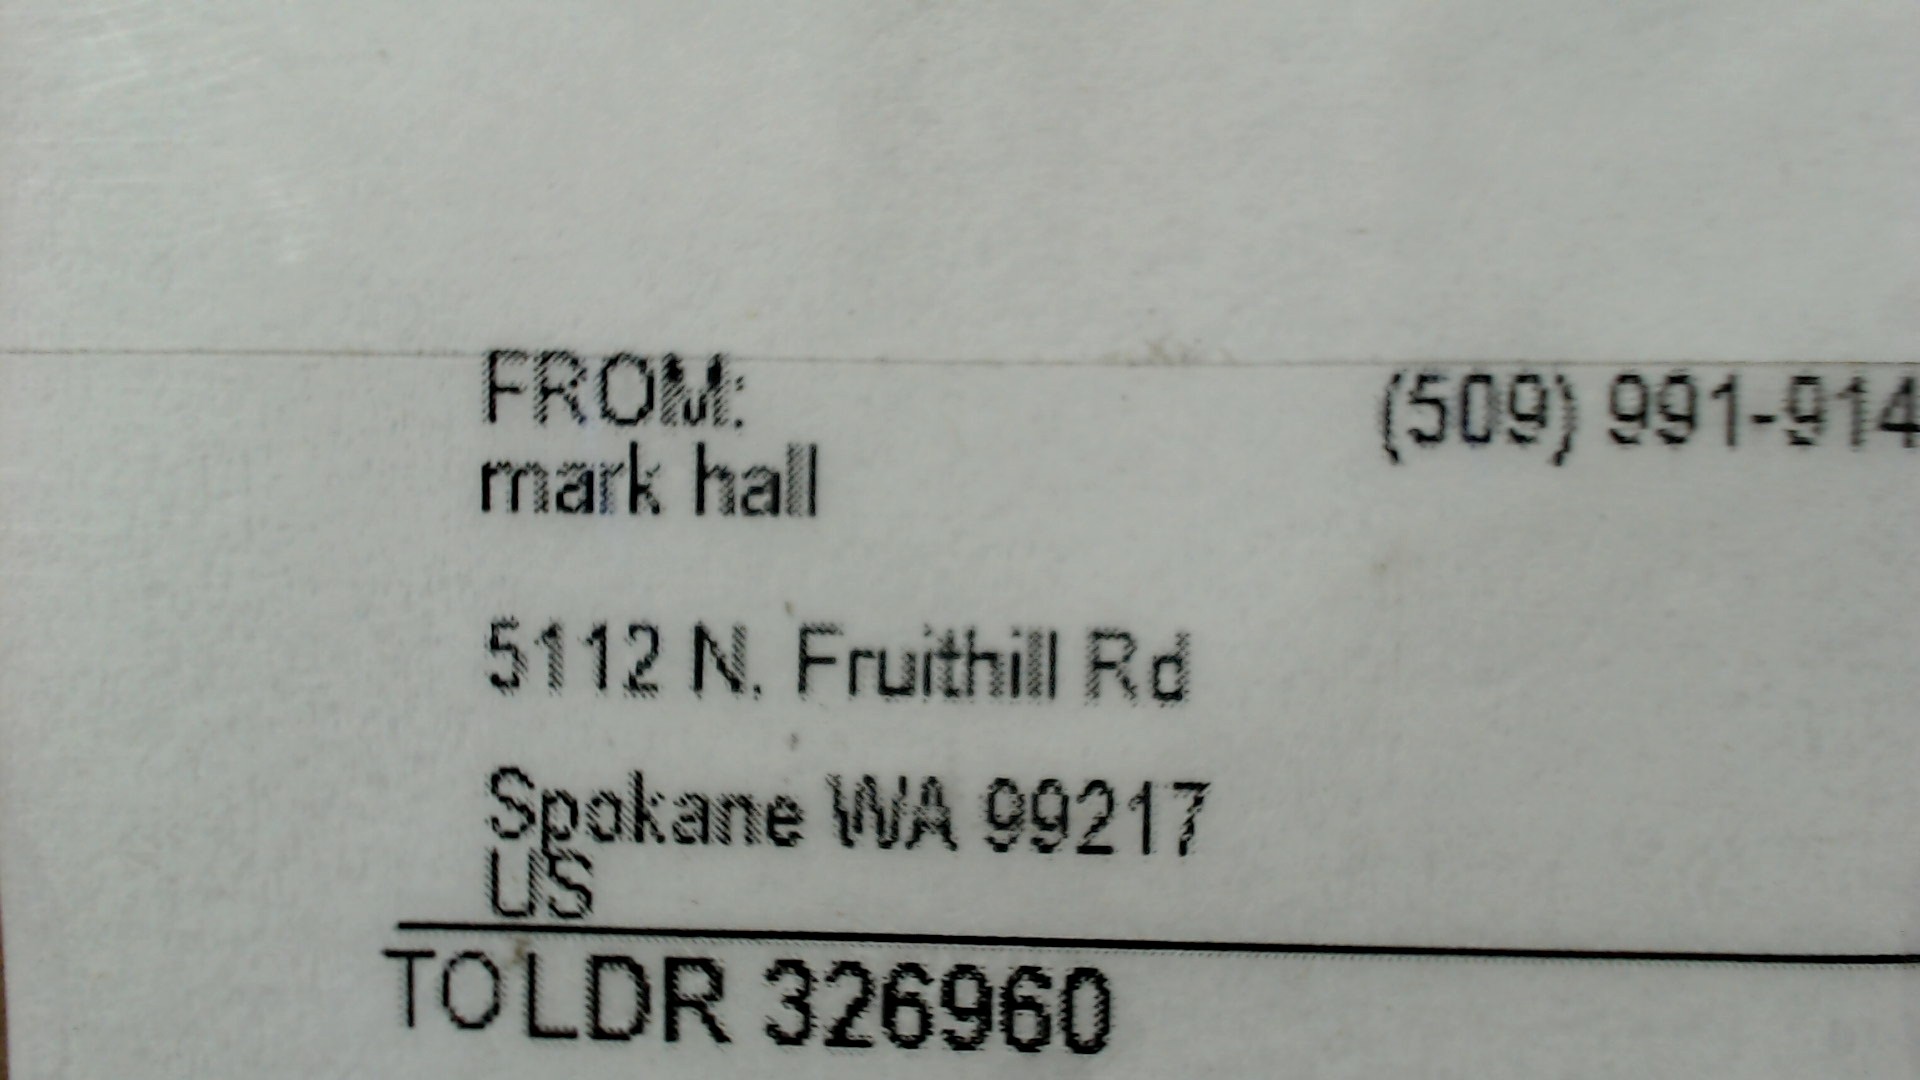 FROM: (509) 991-914
mark hall
5112 N. Fruithill Rd
Spokane WA 99217
US
TO LDR 326960